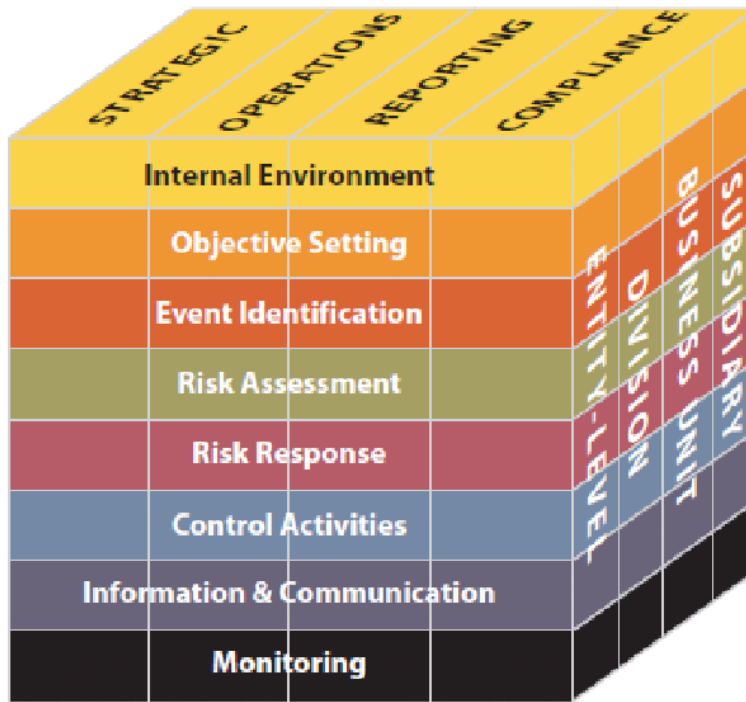 STRATEGIC
OPERATIONS
REPORTING
COMPLIANCE
Internal Environment
Objective Setting
Event Identification
Risk Assessment
Risk Response
Control Activities
Information & Communication
Monitoring
ENTITY-LEVEL
DIVISION
BUSINESS UNIT
SUBSIDIARY